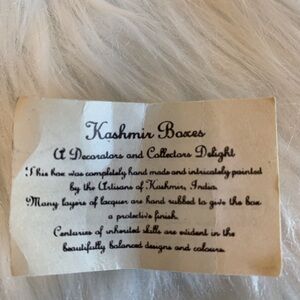 Kashmir Boxes
A Decorators and Collectors Delight
This box was completely hand made and intricately painted
by the Artisans of Kashmir, India.
Many layers of lacquer are hand rubbed to give the box
a protective finish.
Centuries of inherited skills are evident in the
beautifully balanced designs and colours.